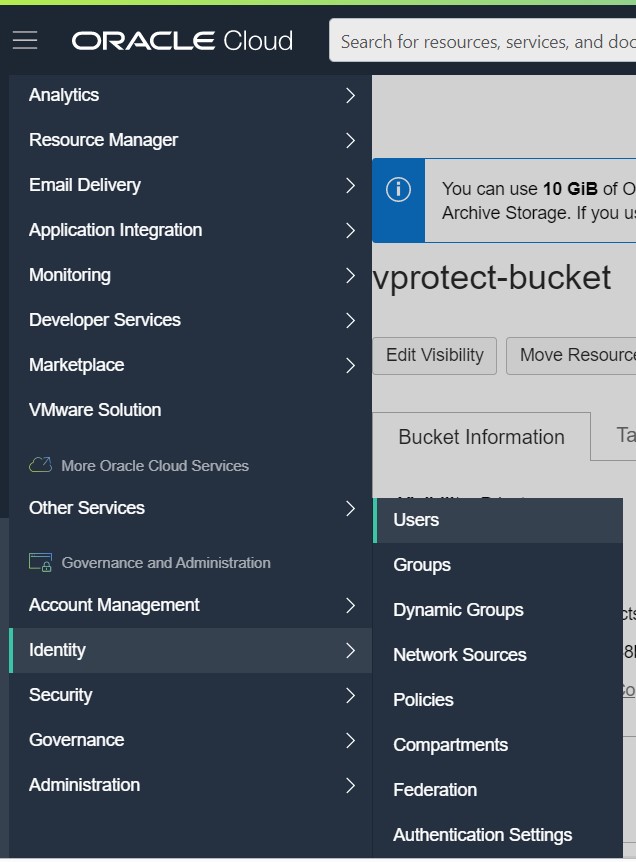 ORACLE Cloud
Search for resources, services, and doc
Analytics
Resource Manager
Email Delivery
Application Integration
Monitoring
Developer Services
Marketplace
VMware Solution
More Oracle Cloud Services
Other Services
Governance and Administration
Account Management
Identity
Security
Governance
Administration
You can use 10 GiB of O
Archive Storage. If you us
vprotect-bucket
Edit Visibility
Move Resource
Bucket Information
Ta
Users
Groups
Dynamic Groups
Network Sources
Policies
Compartments
Federation
Authentication Settings